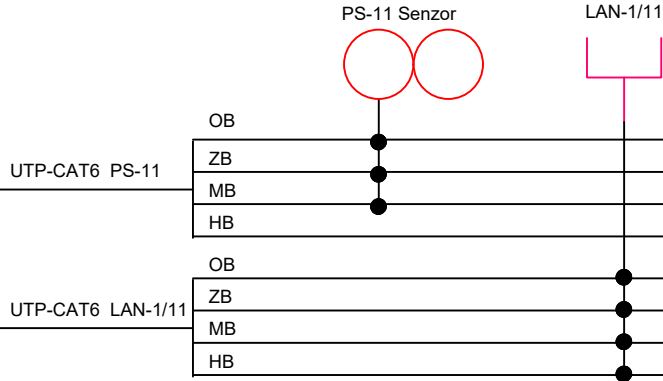 PS-11 Senzor
LAN-1/11
OB
ZB
UTP-CAT6 PS-11
MB
HB
OB
ZB
UTP-CAT6 LAN-1/11
MB
HB